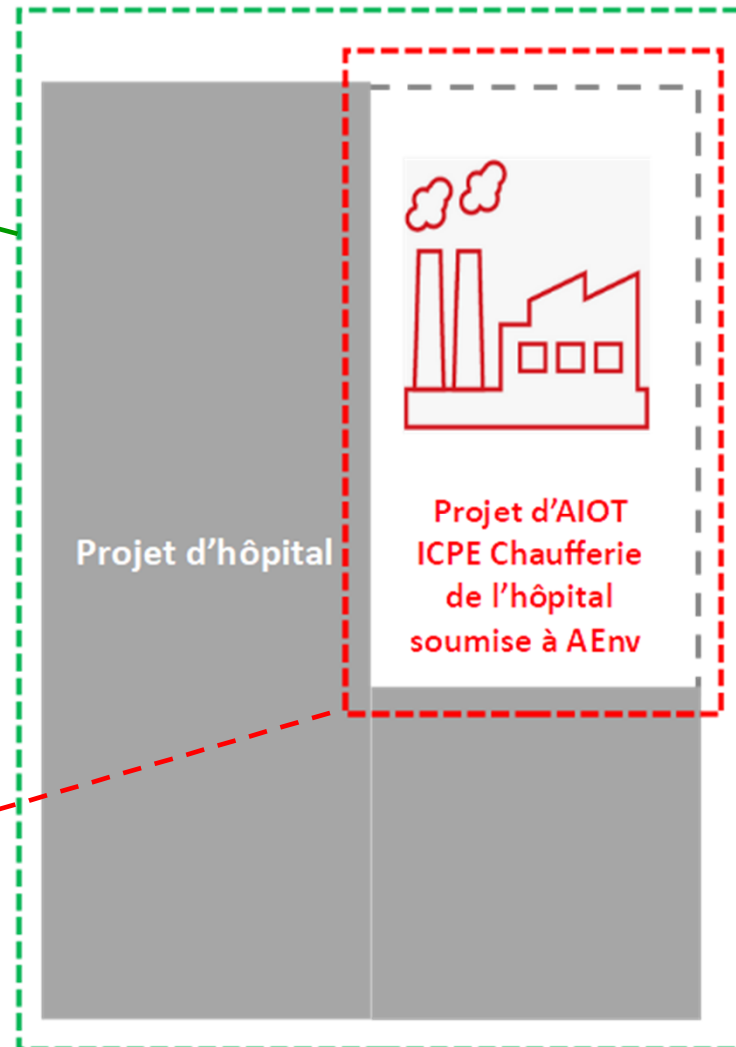 Projet d'hôpital
Projet d'AIOT
ICPE Chaufferie
de l'hôpital
soumise à AEnv